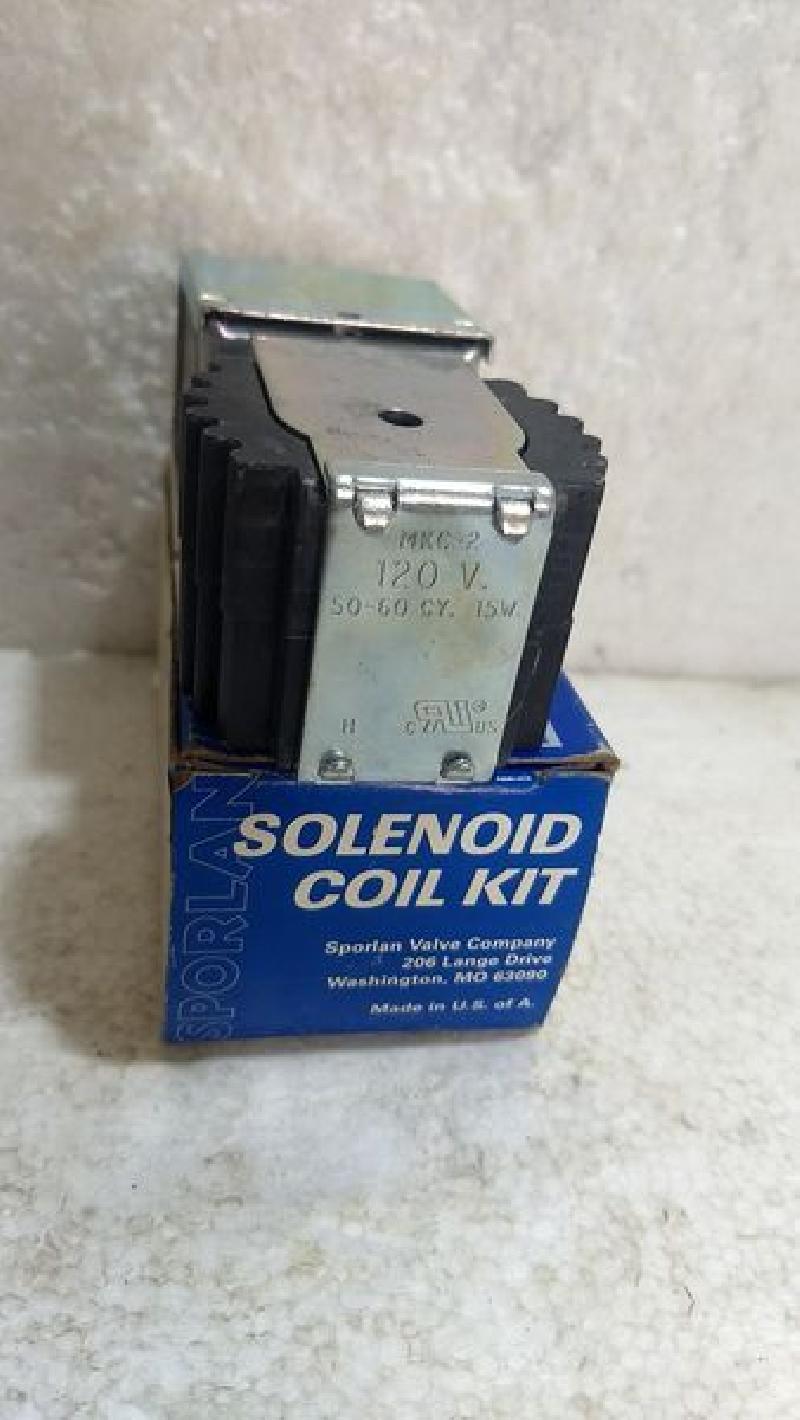 MKC-2
120 V.
50-60 CY. 15W.
H
C US
SPORLAN
SOLENOID
COIL KIT
Sporlan Valve Company
206 Lange Drive
Washington, MO 63090
Made in U.S. of A.